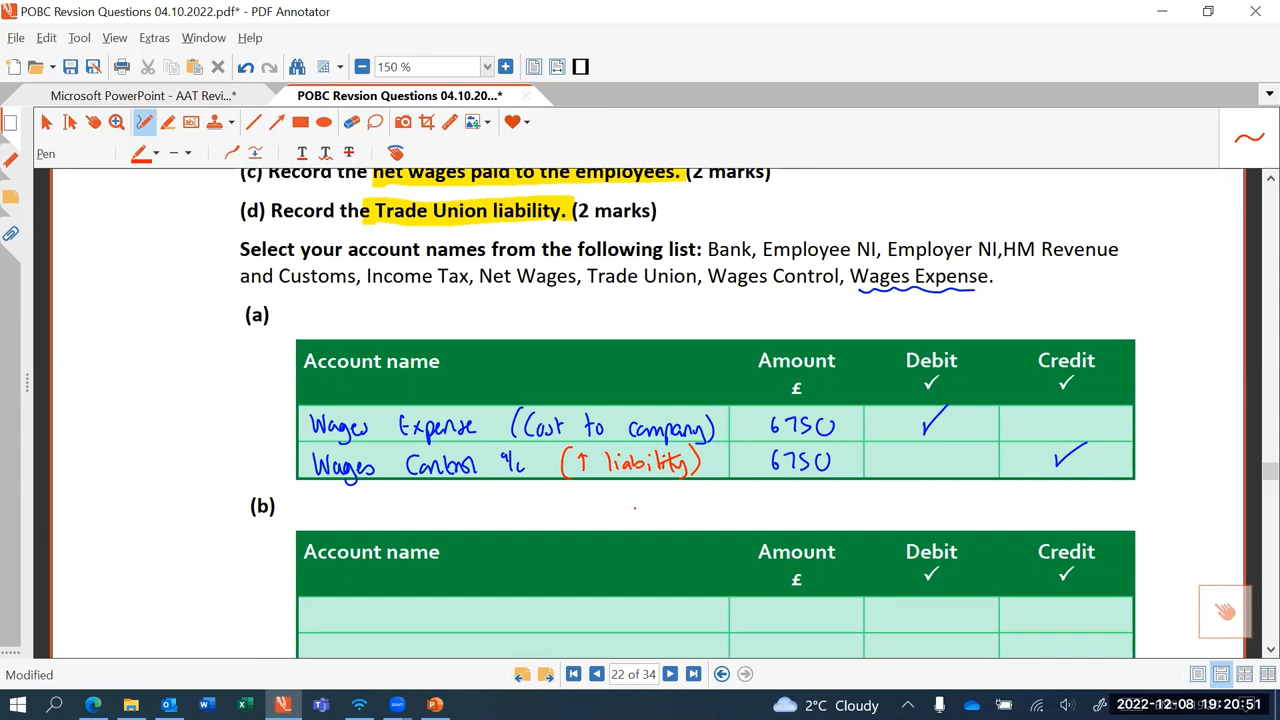 POBC Revsion Questions 04.10.2022.pdf* - PDF Annotator
File Edit Tool View Extras Window Help
150 %
Microsoft PowerPoint - AAT Revi...*
POBC Revsion Questions 04.10.20...*
Pen
(c) Record the net wages paid to the employees. (2 marks)
(d) Record the Trade Union liability. (2 marks)
Select your account names from the following list: Bank, Employee NI, Employer NI,HM Revenue
and Customs, Income Tax, Net Wages, Trade Union, Wages Control, Wages Expense.
(a)
Account name Amount Debit Credit
£ ✓ ✓
Wages Expense (Cost to company) 6750 ✓
Wages Control a/c (↑ liability) 6750 ✓
(b)
Account name Amount Debit Credit
£ ✓ ✓
Modified
22 of 34
2°C Cloudy
2022-12-08 19:20:51